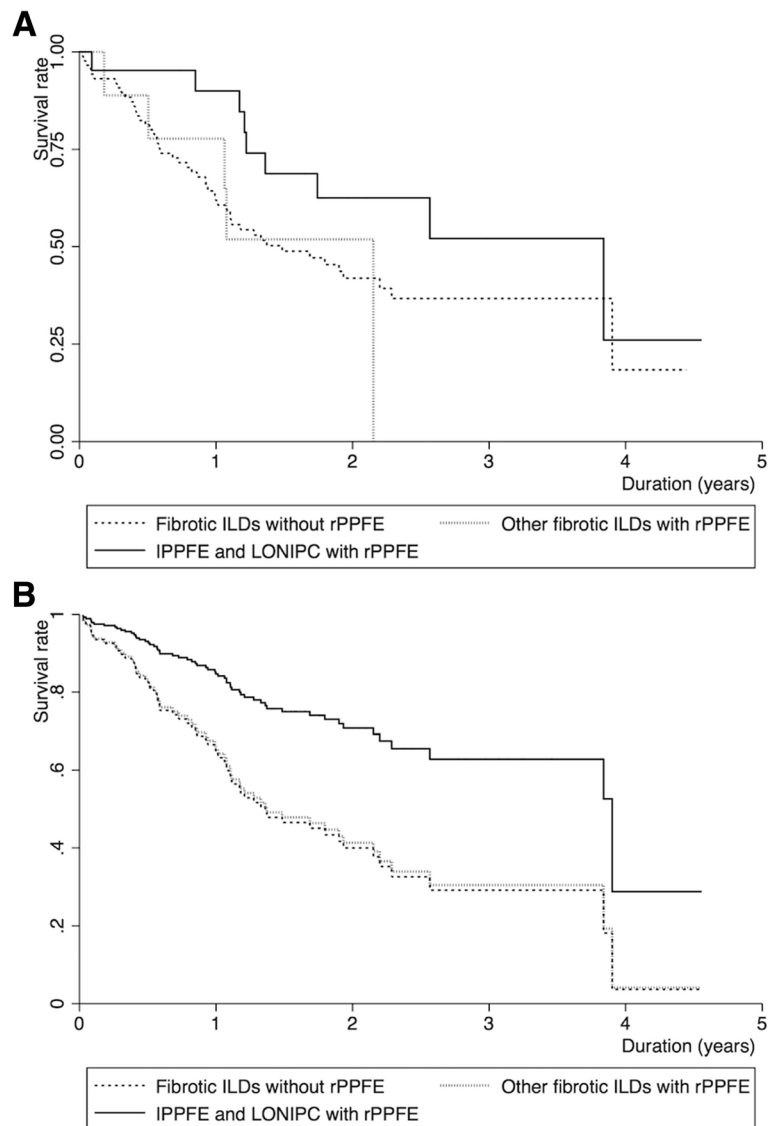 A
Survival rate
1.00
0.75
0.50
0.25
0.00
0 1 2 3 4 5
Duration (years)
Fibrotic ILDs without rPPFE
Other fibrotic ILDs with rPPFE
IPPFE and LONIPC with rPPFE
B
Survival rate
1
.8
.6
.4
.2
0
0 1 2 3 4 5
Duration (years)
Fibrotic ILDs without rPPFE
Other fibrotic ILDs with rPPFE
IPPFE and LONIPC with rPPFE